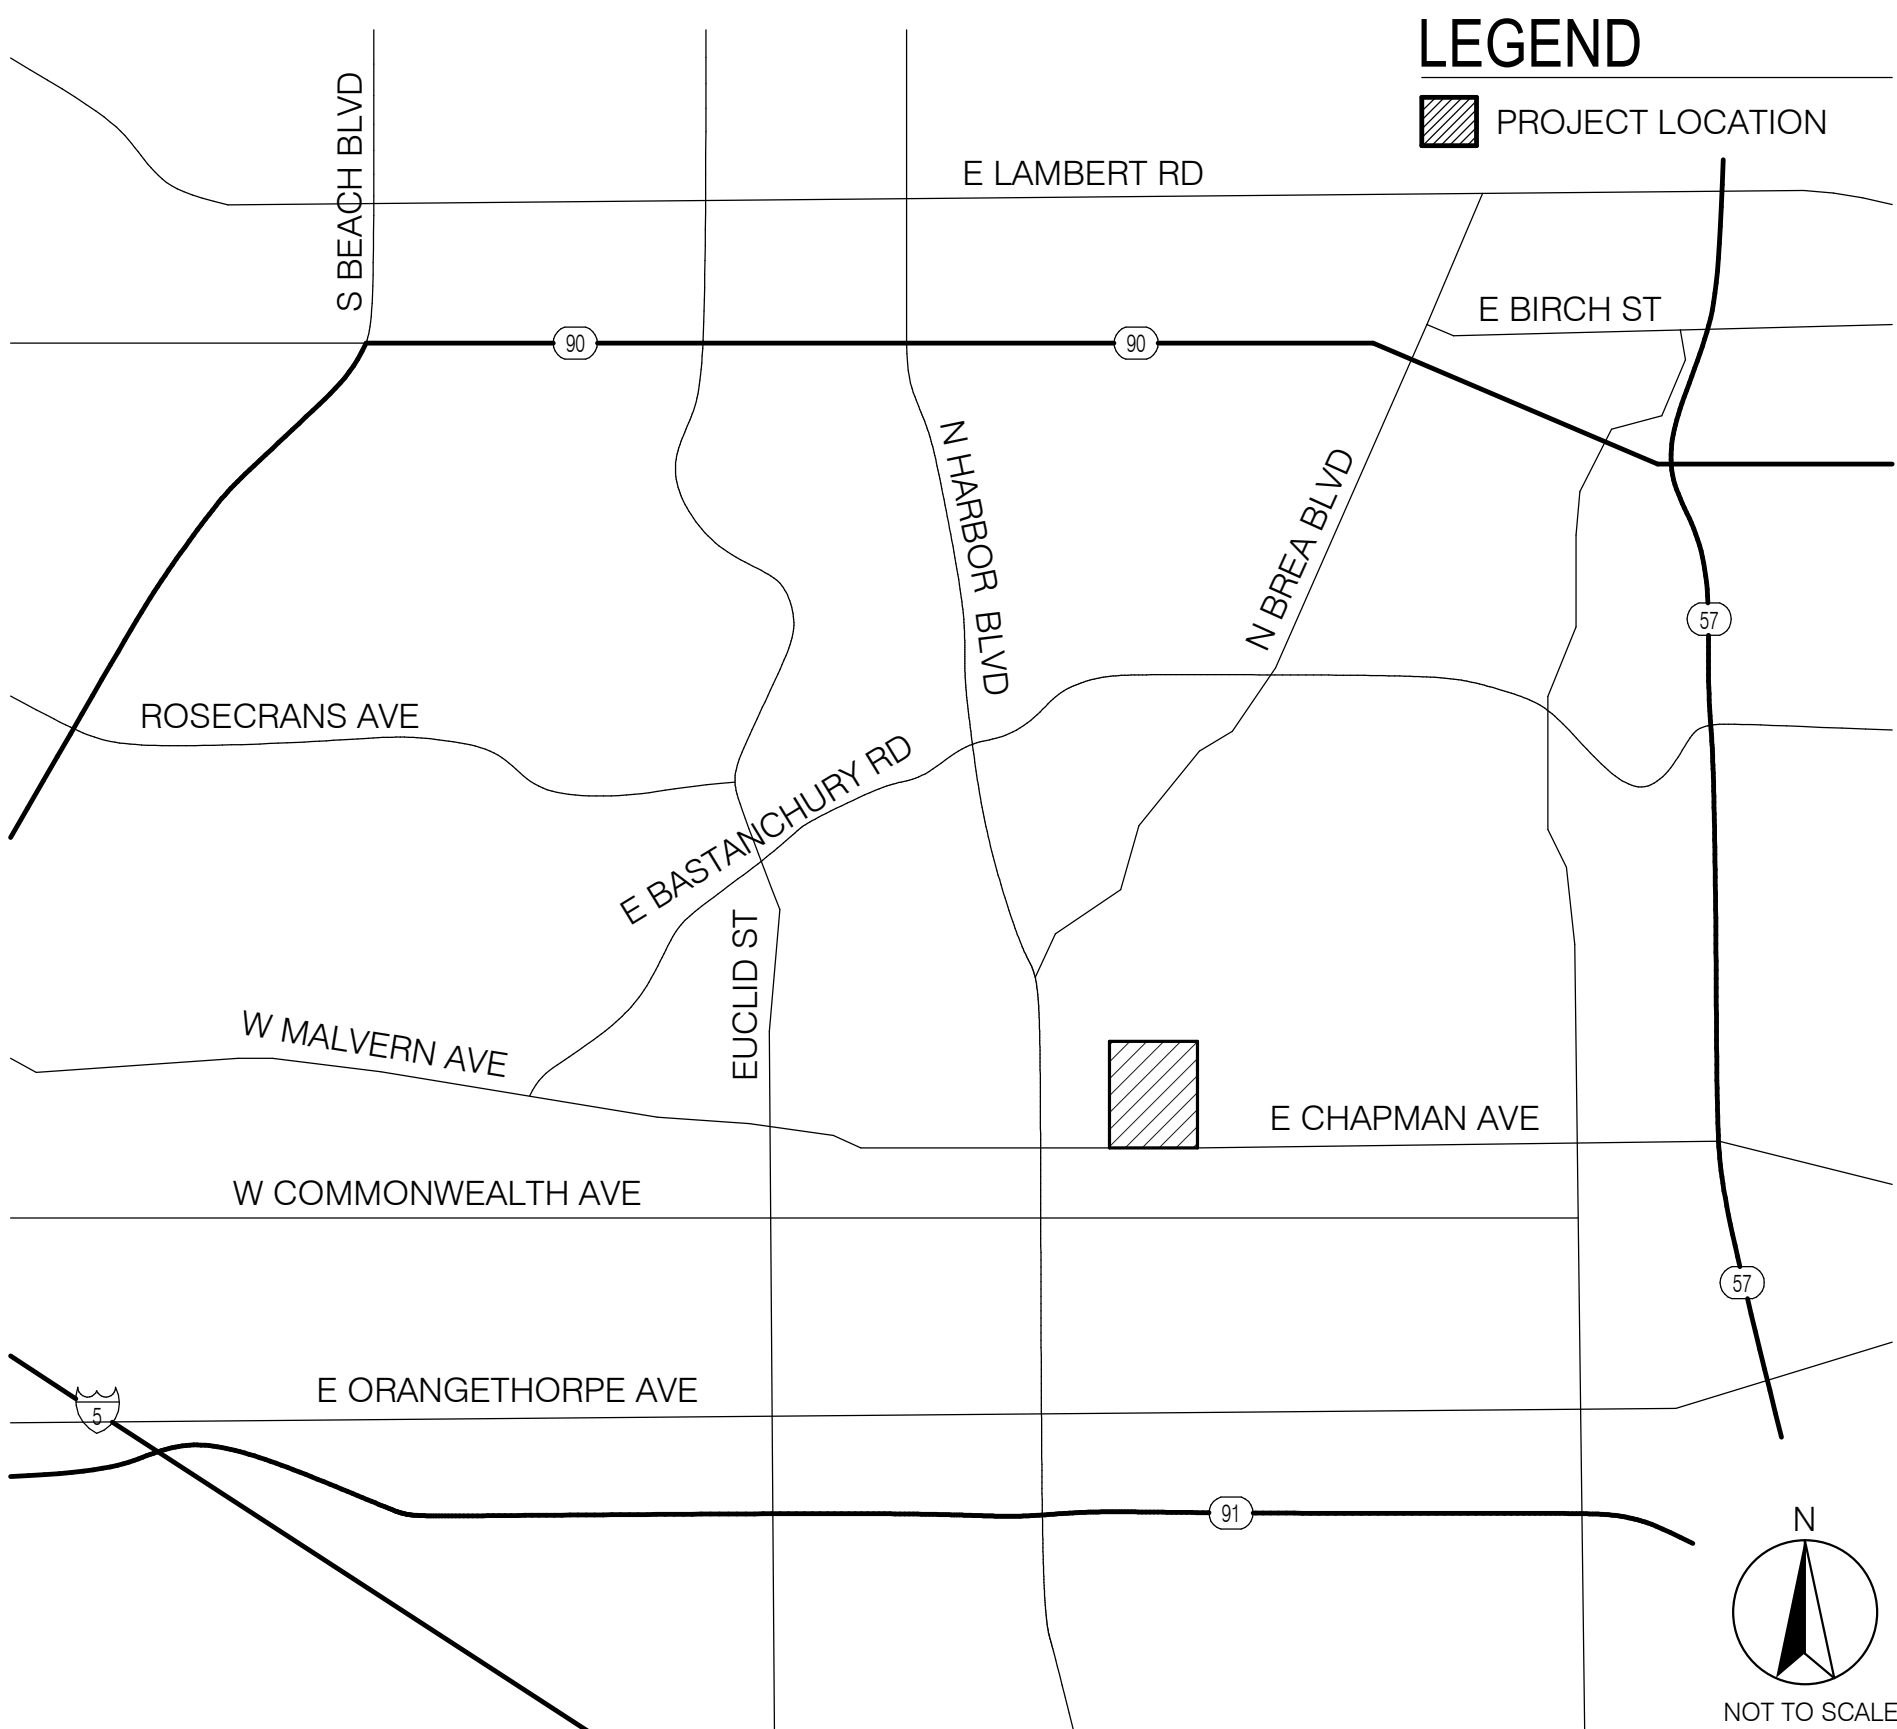 LEGEND
PROJECT LOCATION
S BEACH BLVD
E LAMBERT RD
E BIRCH ST
90
90
N HARBOR BLVD
N BREA BLVD
57
ROSECRANS AVE
E BASTANCHURY RD
EUCLID ST
W MALVERN AVE
E CHAPMAN AVE
W COMMONWEALTH AVE
57
E ORANGETHORPE AVE
5
91
N
NOT TO SCALE